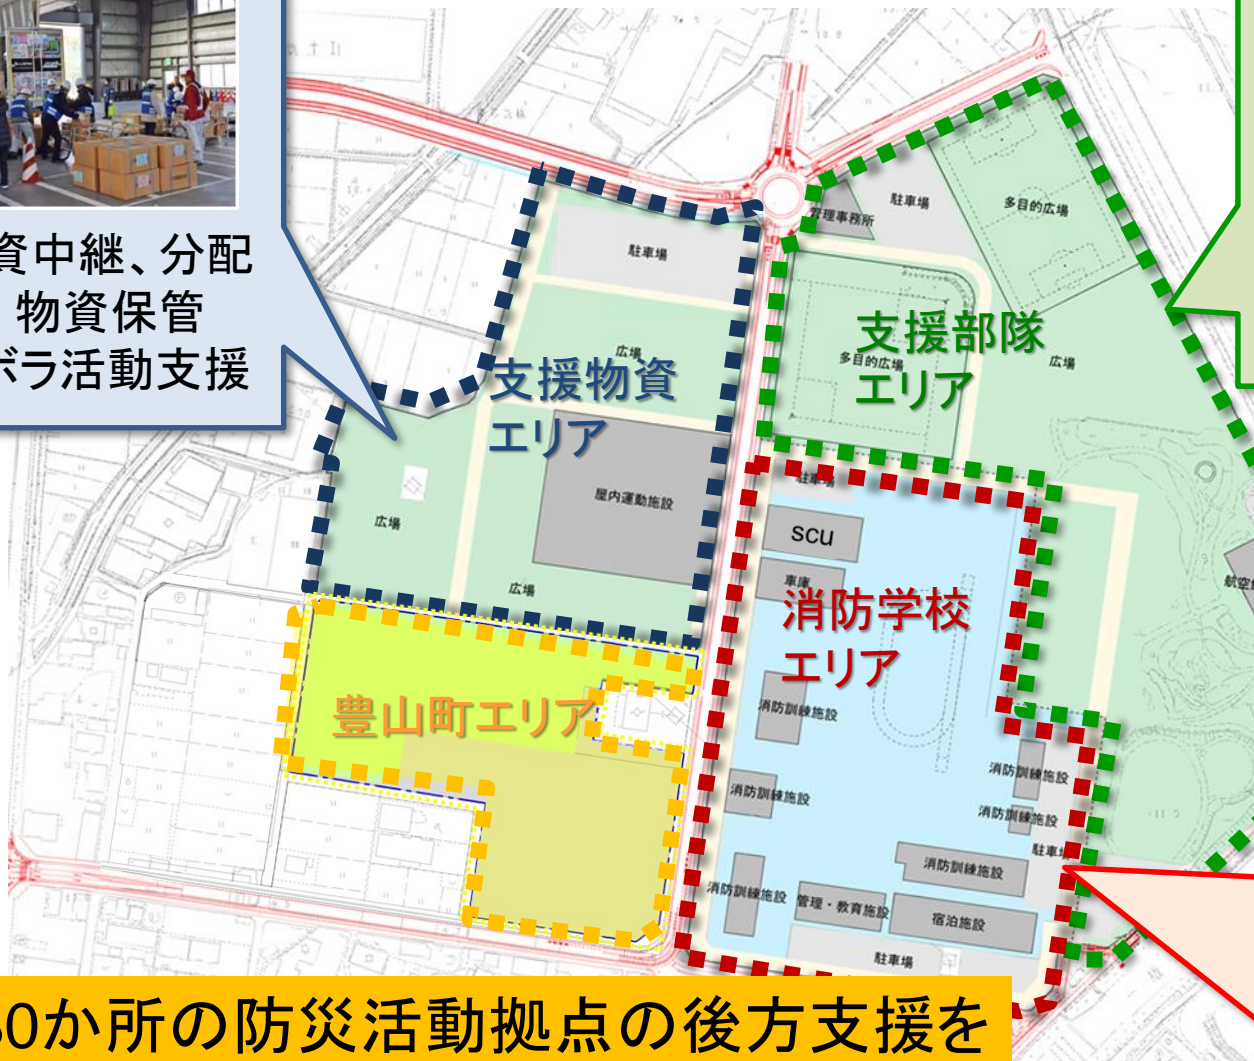 資中継、分配
物資保管
ボラ活動支援
駐車場
広場
支援物資
エリア
屋内運動施設
広場
広場
管理事務所
駐車場
多目的広場
支援部隊
エリア
多目的広場
広場
駐車場
scu
車庫
消防学校
エリア
航空
豊山町エリア
消防訓練施設
消防訓練施設
消防訓練施設
消防訓練施設
消防訓練施設
駐車場
消防訓練施設
管理・教育施設
宿泊施設
駐車場
0か所の防災活動拠点の後方支援を